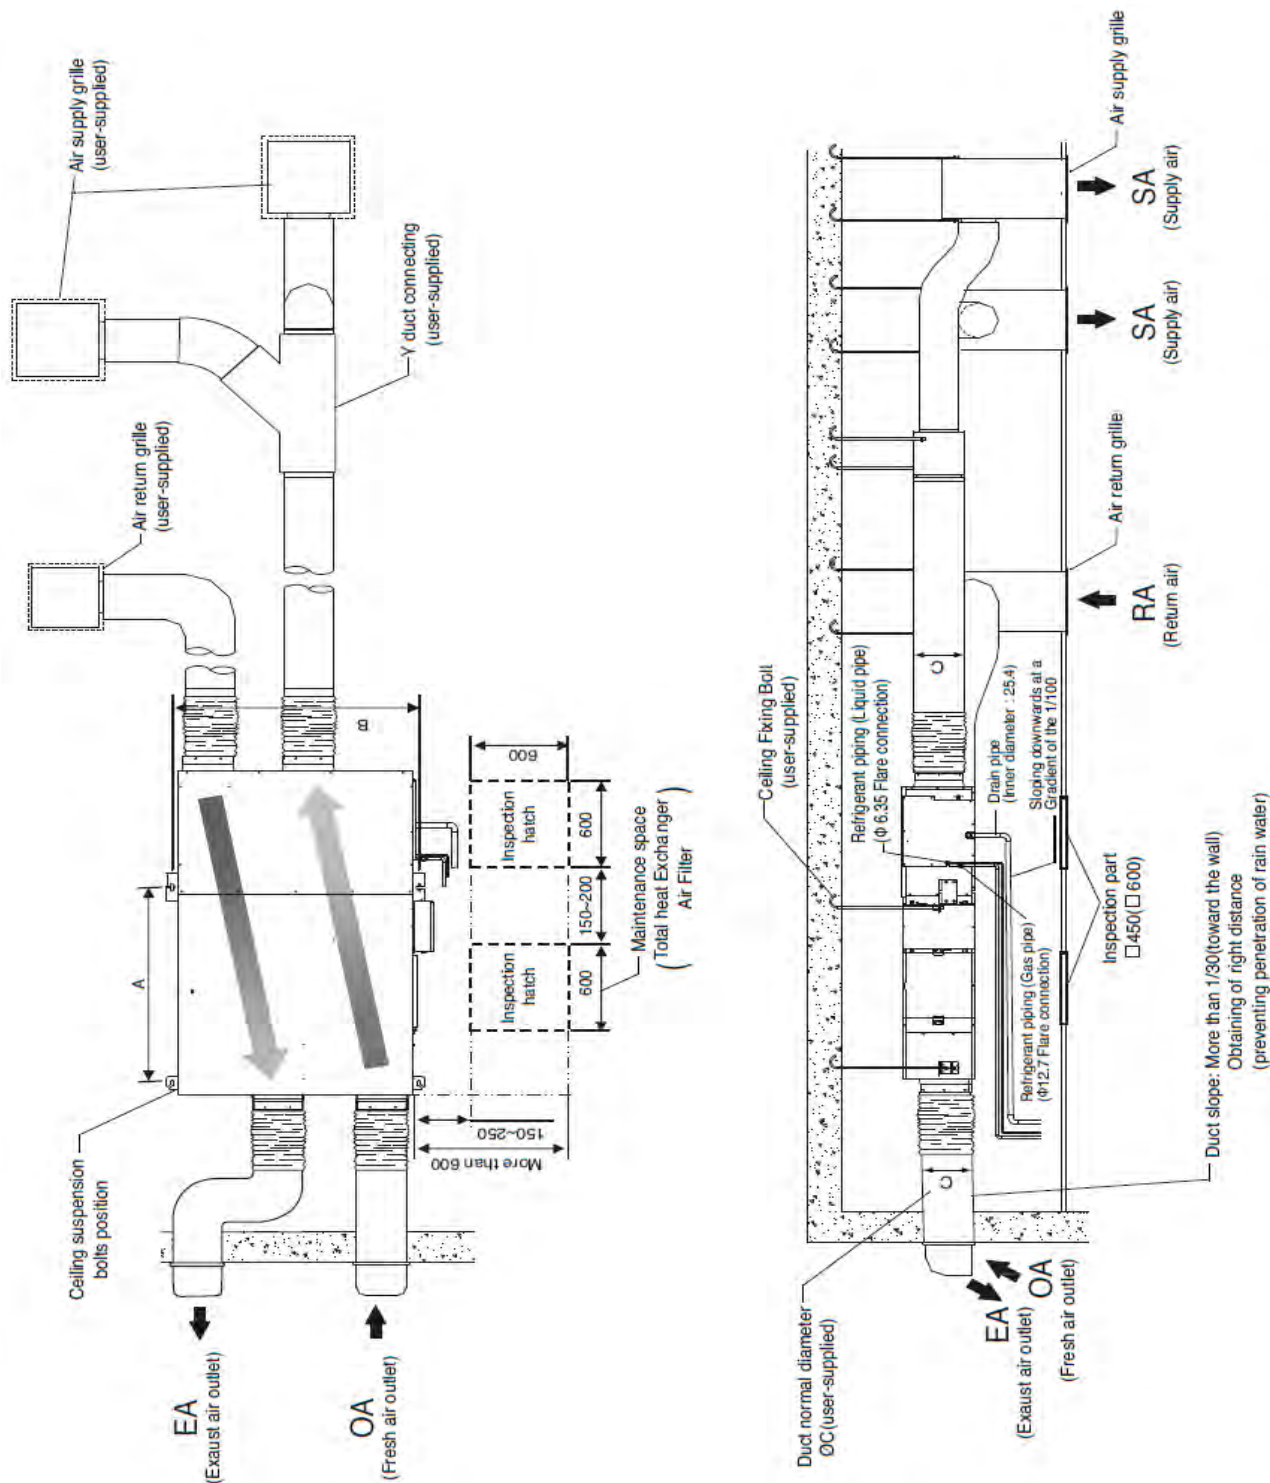 Air supply grille
(user-supplied)
Air return grille
(user-supplied)
Y duct connecting
(user-supplied)
Ceiling suspension
bolts position
A
B
600
Inspection
hatch
600
150~200
Inspection
hatch
600
Maintenance space
( Total heat Exchanger )
Air Filter
150~250
More than 600
EA
(Exaust air outlet)
OA
(Fresh air outlet)
Air supply grille
SA
(Supply air)
SA
(Supply air)
Air return grille
RA
(Return air)
Ceiling Fixing Bolt
(user-supplied)
Refrigerant piping (Liquid pipe)
(Φ 6.35 Flare connection)
C
Drain pipe
(Inner diameter : 25.4)
Sloping downwards at a
Gradient of the 1/100
Inspection part
□450(□ 600)
Refrigerant piping (Gas pipe)
(Φ12.7 Flare connection)
C
Duct slope: More than 1/30(toward the wall)
Obtaining of right distance
(preventing penetration of rain water)
Duct normal diameter
ØC(user-supplied)
EA
(Exaust air outlet)
OA
(Fresh air outlet)